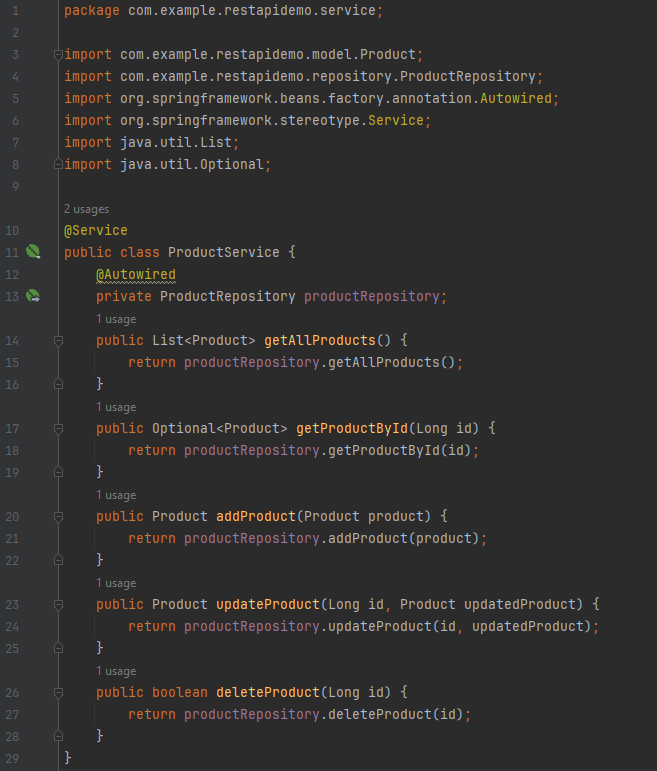 1 package com.example.restapidemo.service;
2
3 import com.example.restapidemo.model.Product;
4 import com.example.restapidemo.repository.ProductRepository;
5 import org.springframework.beans.factory.annotation.Autowired;
6 import org.springframework.stereotype.Service;
7 import java.util.List;
8 import java.util.Optional;
9
2 usages
10 @Service
11 public class ProductService {
12     @Autowired
13     private ProductRepository productRepository;
1 usage
14     public List<Product> getAllProducts() {
15         return productRepository.getAllProducts();
16     }
1 usage
17     public Optional<Product> getProductById(Long id) {
18         return productRepository.getProductById(id);
19     }
1 usage
20     public Product addProduct(Product product) {
21         return productRepository.addProduct(product);
22     }
1 usage
23     public Product updateProduct(Long id, Product updatedProduct) {
24         return productRepository.updateProduct(id, updatedProduct);
25     }
1 usage
26     public boolean deleteProduct(Long id) {
27         return productRepository.deleteProduct(id);
28     }
29 }